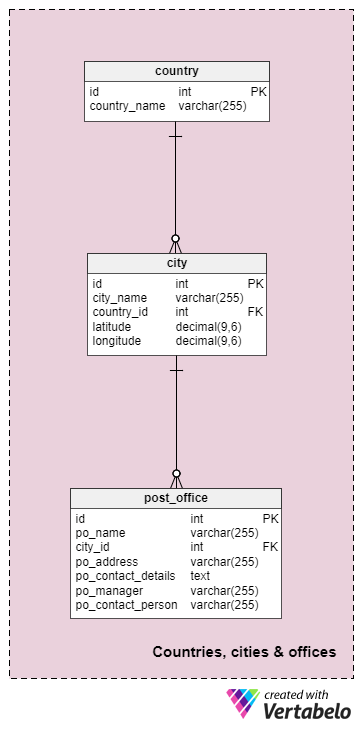 country
id int PK
country_name varchar(255)
city
id int PK
city_name varchar(255)
country_id int FK
latitude decimal(9,6)
longitude decimal(9,6)
post_office
id int PK
po_name varchar(255)
city_id int FK
po_address varchar(255)
po_contact_details text
po_manager varchar(255)
po_contact_person varchar(255)
Countries, cities & offices
created with
Vertabelo